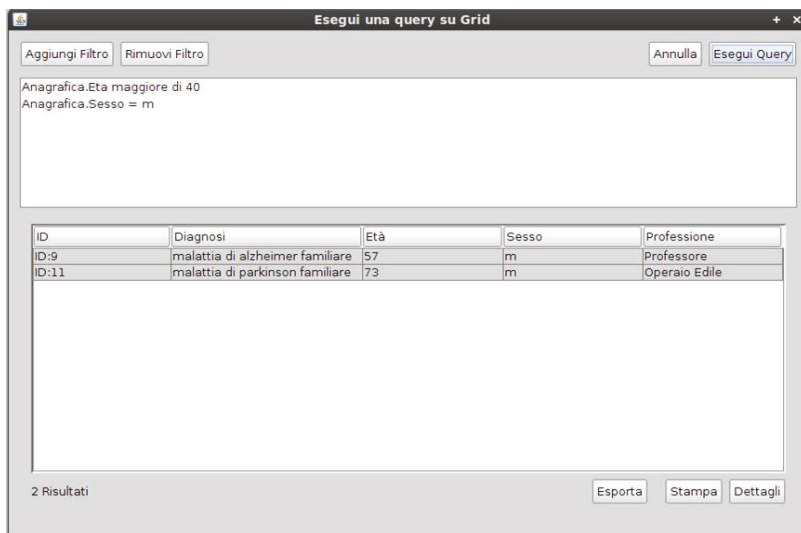 Esegui una query su Grid
Aggiungi Filtro Rimuovi Filtro Annulla Esegui Query
Anagrafica.Eta maggiore di 40
Anagrafica.Sesso = m
ID Diagnosi Età Sesso Professione
ID:9 malattia di alzheimer familiare 57 m Professore
ID:11 malattia di parkinson familiare 73 m Operaio Edile
2 Risultati Esporta Stampa Dettagli